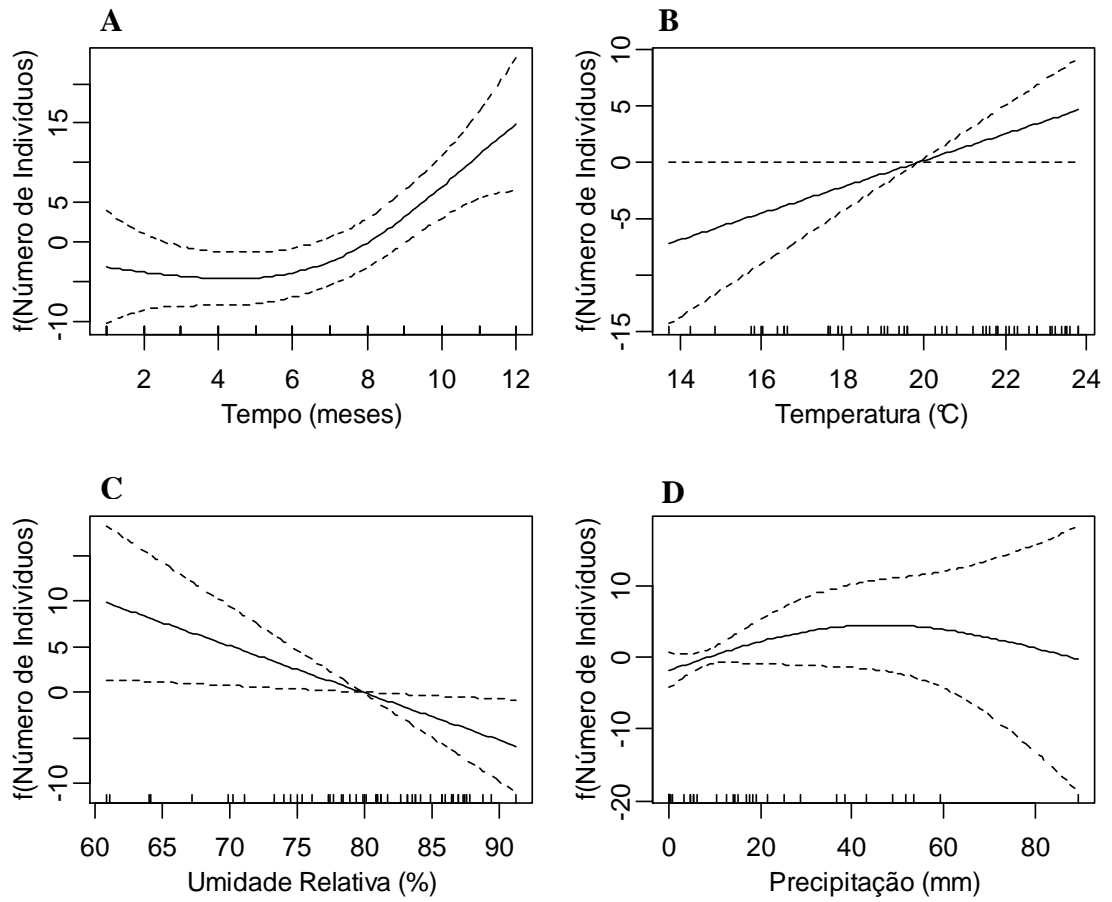 A
f(Número de Indivíduos)
15
5
0
-10
2 4 6 8 10 12
Tempo (meses)
B
f(Número de Indivíduos)
10
5
0
-5
-15
14 16 18 20 22 24
Temperatura (°C)
C
f(Número de Indivíduos)
10
5
0
-10
60 65 70 75 80 85 90
Umidade Relativa (%)
D
f(Número de Indivíduos)
10
0
-10
-20
0 20 40 60 80
Precipitação (mm)